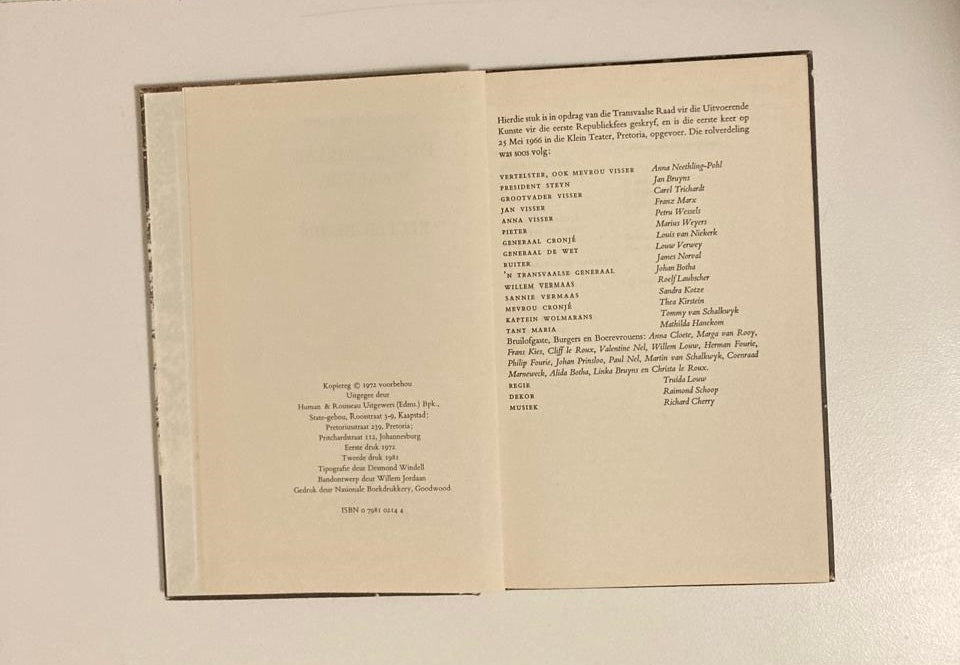 Kopiereg © 1972 voorbehou
Uitgegee deur
Human & Rousseau Uitgewers (Edms.) Bpk.,
State-gebou, Roostraat 3-9, Kaapstad;
Pretoriusstraat 239, Pretoria;
Pritchardstraat 112, Johannesburg
Eerste druk 1972
Tweede druk 1981
Tipografie deur Desmond Windell
Bandontwerp deur Willem Jordaan
Gedruk deur Nasionale Boekdrukkery, Goodwood
ISBN 0 7981 0214 4
Hierdie stuk is in opdrag van die Transvaalse Raad vir die Uitvoerende
Kunste vir die eerste Republiekfees geskryf, en is die eerste keer op
25 Mei 1966 in die Klein Teater, Pretoria, opgevoer. Die rolverdeling
was soos volg:
VERTELSTER, OOK MEVROU VISSER Anna Neethling-Pohl
PRESIDENT STEYN Jan Bruyns
GROOTVADER VISSER Carel Trichardt
JAN VISSER Franz Marx
ANNA VISSER Petru Wessels
PIETER Marius Weyers
GENERAAL CRONJÉ Louis van Niekerk
GENERAAL DE WET Louw Verwey
RUITER James Norval
'N TRANSVAALSE GENERAAL Johan Botha
WILLEM VERMAAS Roelf Laubscher
SANNIE VERMAAS Sandra Kotze
MEVROU CRONJÉ Thea Kirstein
KAPTEIN WOLMARANS Tommy van Schalkwyk
TANT MARIA Mathilda Hanekom
Bruilofgaste, Burgers en Boerevrouens: Anna Cloete, Marga van Rooy,
Frans Kies, Cliff le Roux, Valentine Nel, Willem Louw, Herman Fourie,
Philip Fourie, Johan Prinsloo, Paul Nel, Martin van Schalkwyk, Coenraad
Marneweck, Alida Botha, Linka Bruyns en Christa le Roux.
REGIE Truida Louw
DEKOR Raimond Schoop
MUSIEK Richard Cherry